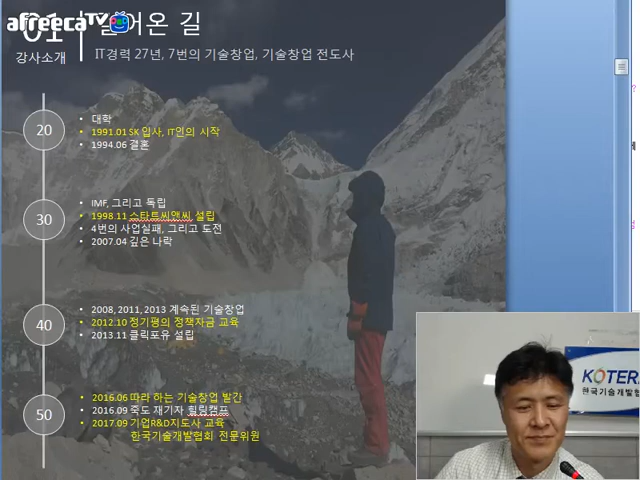 afreecaTV
01
걸어온 길
강사소개
IT경력 27년, 7번의 기술창업, 기술창업 전도사
20
대학
1991.01 SK 입사, IT인의 시작
1994.06 결혼
30
IMF, 그리고 독립
1998.11 스타트씨앤씨 설립
4번의 사업실패, 그리고 도전
2007.04 깊은 나락
40
2008, 2011, 2013 계속된 기술창업
2012.10 정기평의 정책자금 교육
2013.11 클릭포유 설립
50
2016.06 따라 하는 기술창업 발간
2016.09 죽도 재기자 힐링캠프
2017.09 기업R&D지도사 교육
한국기술개발협회 전문위원
KOTER
한국기술개발협